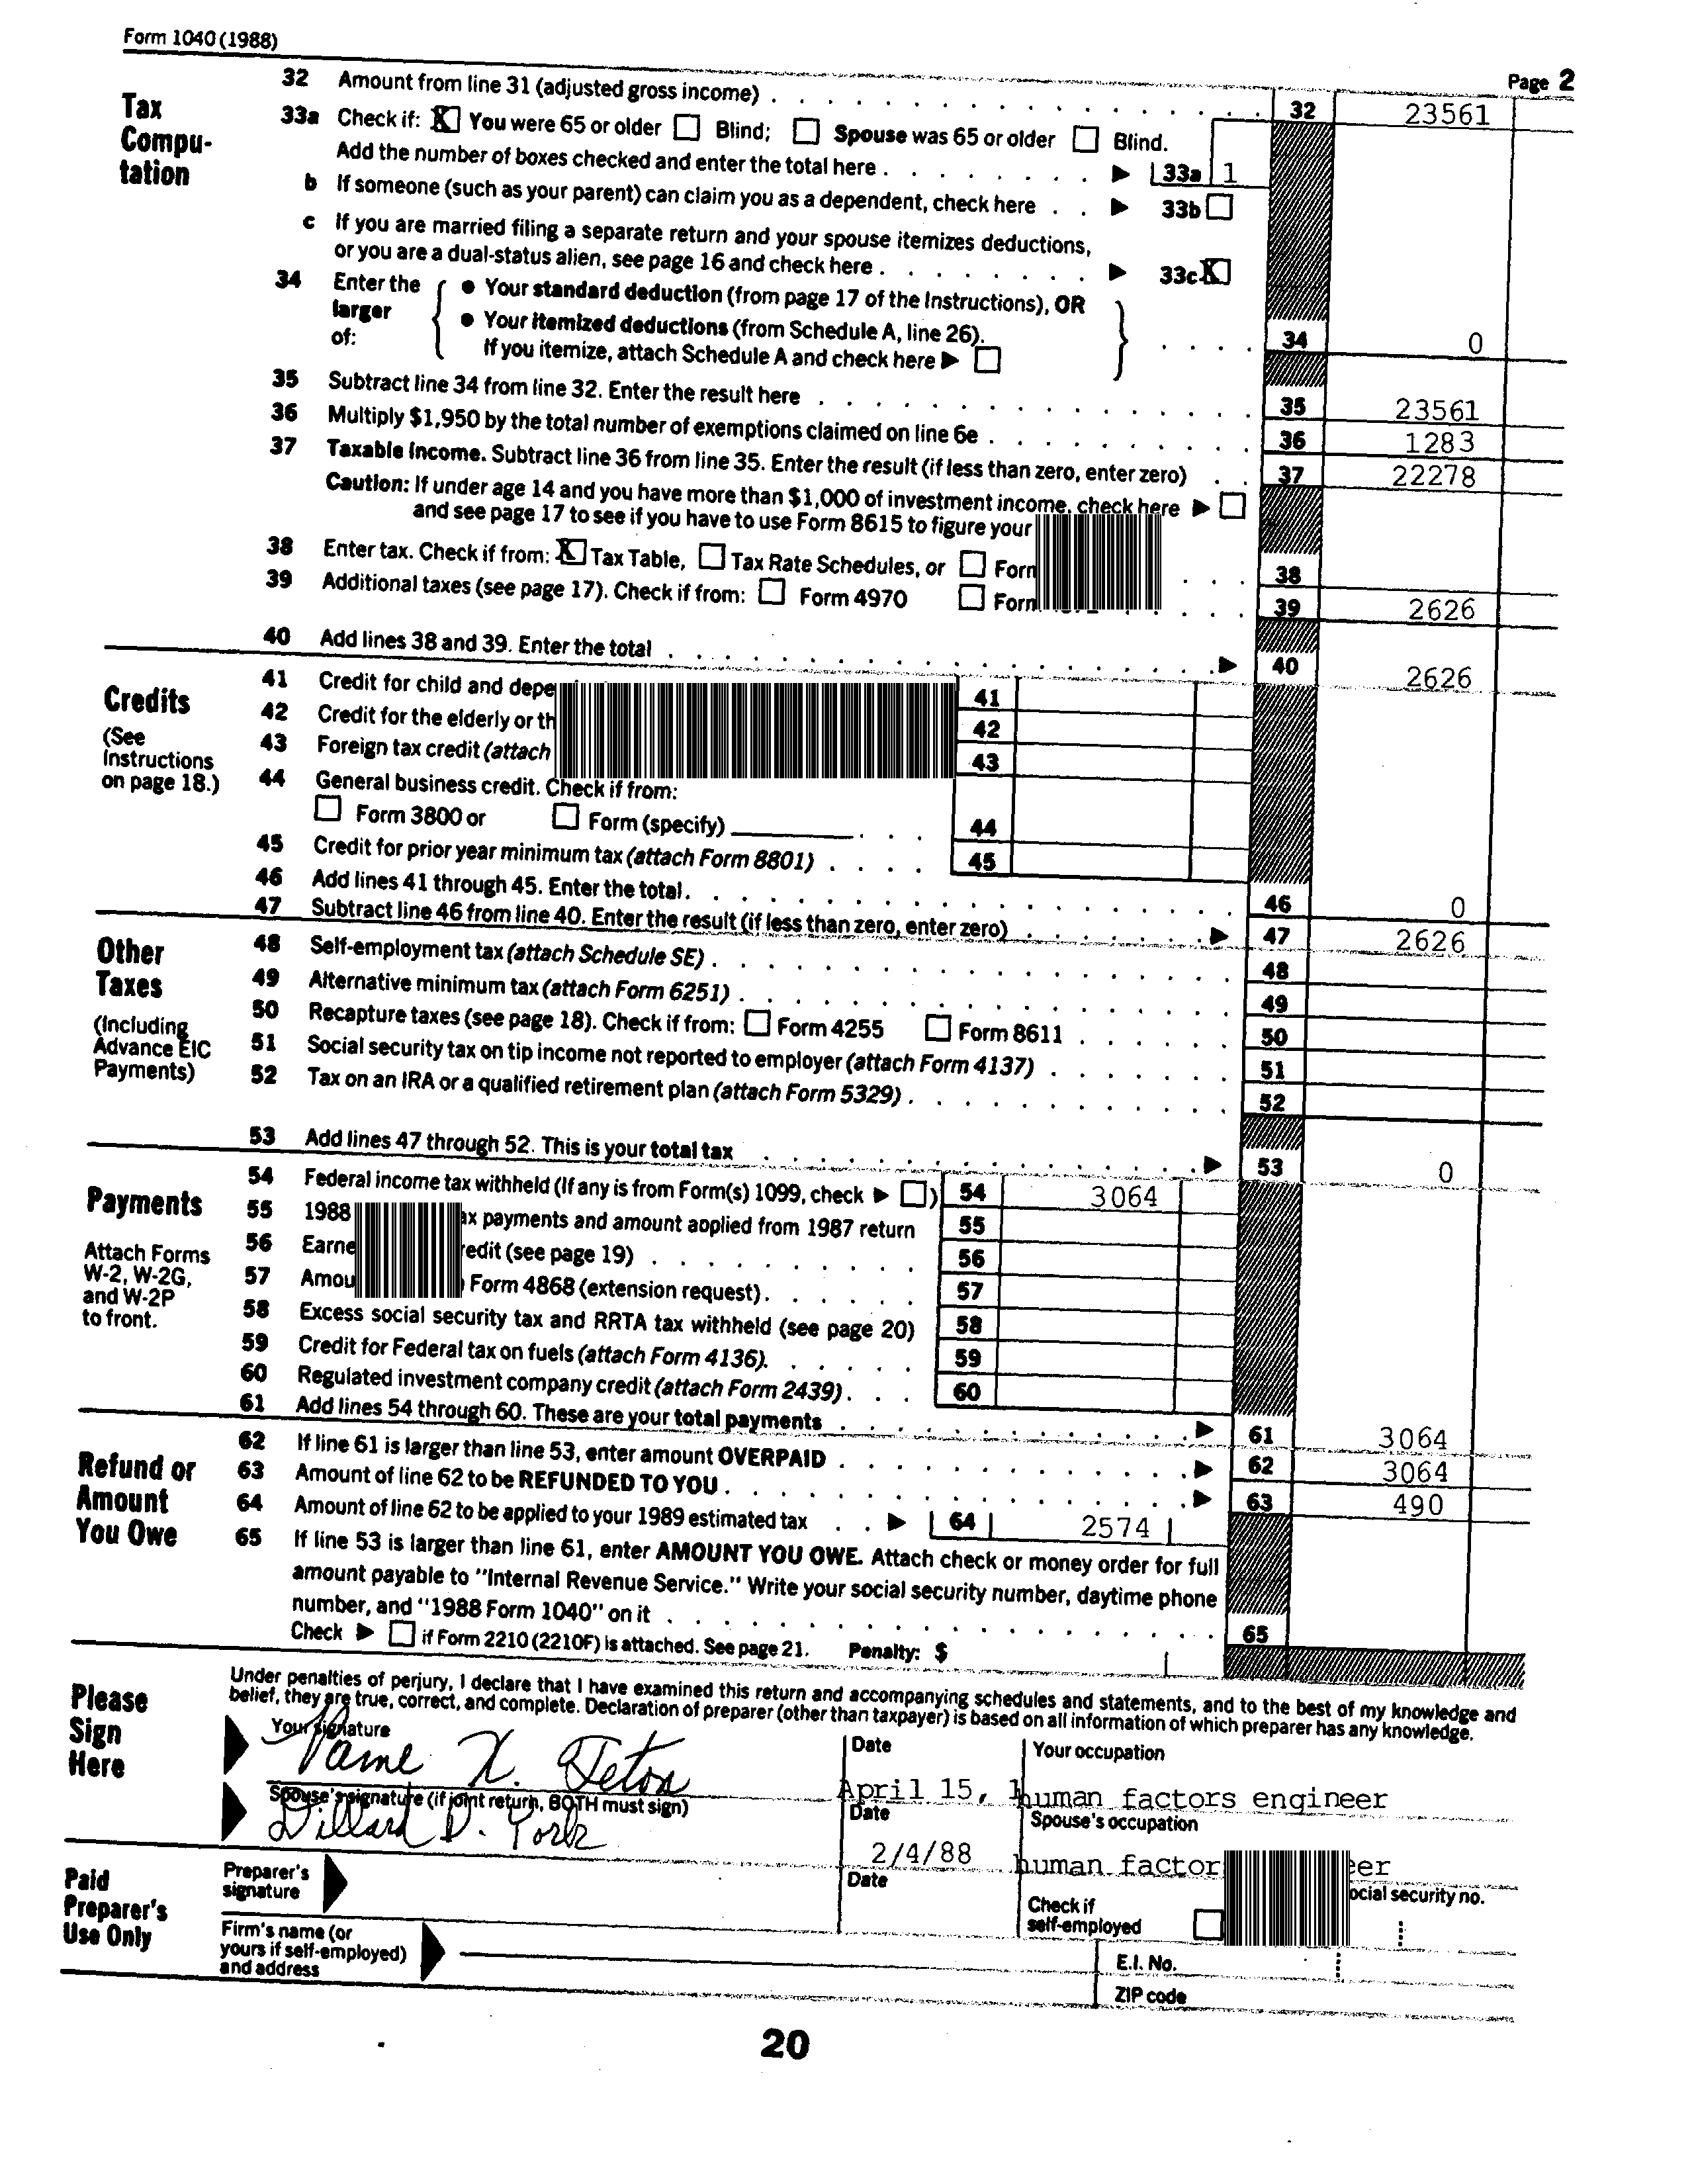 Form 1040 (1988)
Page 2
Tax
Compu-
tation
32 Amount from line 31 (adjusted gross income) . . . . . . . . . . . . . . . . 32 23561
33a Check if: X You were 65 or older Blind; Spouse was 65 or older Blind.
Add the number of boxes checked and enter the total here . . . . . . . . 33a 1
b If someone (such as your parent) can claim you as a dependent, check here . . 33b
c If you are married filing a separate return and your spouse itemizes deductions,
or you are a dual-status alien, see page 16 and check here . . . . . . . . 33c X
34 Enter the larger of:
• Your standard deduction (from page 17 of the Instructions), OR
• Your itemized deductions (from Schedule A, line 26).
If you itemize, attach Schedule A and check here
. . . . 34 0
35 Subtract line 34 from line 32. Enter the result here . . . . . . . . . . . . . . . . 35 23561
36 Multiply $1,950 by the total number of exemptions claimed on line 6e . . . . . . . . . . 36 1283
37 Taxable income. Subtract line 36 from line 35. Enter the result (if less than zero, enter zero) . . 37 22278
Caution: If under age 14 and you have more than $1,000 of investment income, check here
and see page 17 to see if you have to use Form 8615 to figure your
38 Enter tax. Check if from: X Tax Table, Tax Rate Schedules, or Form . . . 38
39 Additional taxes (see page 17). Check if from: Form 4970 Form . . . . 39 2626
40 Add lines 38 and 39. Enter the total . . . . . . . . . . . . . . . . . . . . 40 2626
Credits
(See
Instructions
on page 18.)
41 Credit for child and depe 41
42 Credit for the elderly or th 42
43 Foreign tax credit (attach 43
44 General business credit. Check if from:
Form 3800 or Form (specify) . . . 44
45 Credit for prior year minimum tax (attach Form 8801) . . . . 45
46 Add lines 41 through 45. Enter the total. . . . . . . . . . . . . . . . . . . 46 0
47 Subtract line 46 from line 40. Enter the result (if less than zero, enter zero) . . . . . . . 47 2626
Other
Taxes
(Including
Advance EIC
Payments)
48 Self-employment tax (attach Schedule SE) . . . . . . . . . . . . . . . . . . 48
49 Alternative minimum tax (attach Form 6251) . . . . . . . . . . . . . . . . . 49
50 Recapture taxes (see page 18). Check if from: Form 4255 Form 8611 . . . . . . 50
51 Social security tax on tip income not reported to employer (attach Form 4137) . . . . . . . 51
52 Tax on an IRA or a qualified retirement plan (attach Form 5329) . . . . . . . . . . . . 52
53 Add lines 47 through 52. This is your total tax . . . . . . . . . . . . . . . . 53 0
Payments
Attach Forms
W-2, W-2G,
and W-2P
to front.
54 Federal income tax withheld (If any is from Form(s) 1099, check ) 54 3064
55 1988 ax payments and amount applied from 1987 return 55
56 Earne redit (see page 19) . . . . . . . . . . 56
57 Amou Form 4868 (extension request) . . . . . . 57
58 Excess social security tax and RRTA tax withheld (see page 20) 58
59 Credit for Federal tax on fuels (attach Form 4136). . . . . . . 59
60 Regulated investment company credit (attach Form 2439) . . . 60
61 Add lines 54 through 60. These are your total payments . . . . . . . . . . . . . 61 3064
Refund or
Amount
You Owe
62 If line 61 is larger than line 53, enter amount OVERPAID . . . . . . . . . . . . . 62 3064
63 Amount of line 62 to be REFUNDED TO YOU . . . . . . . . . . . . . . . . . 63 490
64 Amount of line 62 to be applied to your 1989 estimated tax . . 64 2574
65 If line 53 is larger than line 61, enter AMOUNT YOU OWE. Attach check or money order for full
amount payable to "Internal Revenue Service." Write your social security number, daytime phone
number, and "1988 Form 1040" on it . . . . . . . . . . . . . . . . . . . . 65
Check if Form 2210 (2210F) is attached. See page 21. Penalty: $
Please
Sign
Here
Under penalties of perjury, I declare that I have examined this return and accompanying schedules and statements, and to the best of my knowledge and
belief, they are true, correct, and complete. Declaration of preparer (other than taxpayer) is based on all information of which preparer has any knowledge.
Your signature Date Your occupation
Vame X. Teton April 15, 1 human factors engineer
Spouse's signature (if joint return, BOTH must sign) Date Spouse's occupation
Dillard D. York 2/4/88 human factor eer
Paid
Preparer's
Use Only
Preparer's
signature
Date
Check if
self-employed
ocial security no.
Firm's name (or
yours if self-employed)
and address
E.I. No.
ZIP code
20